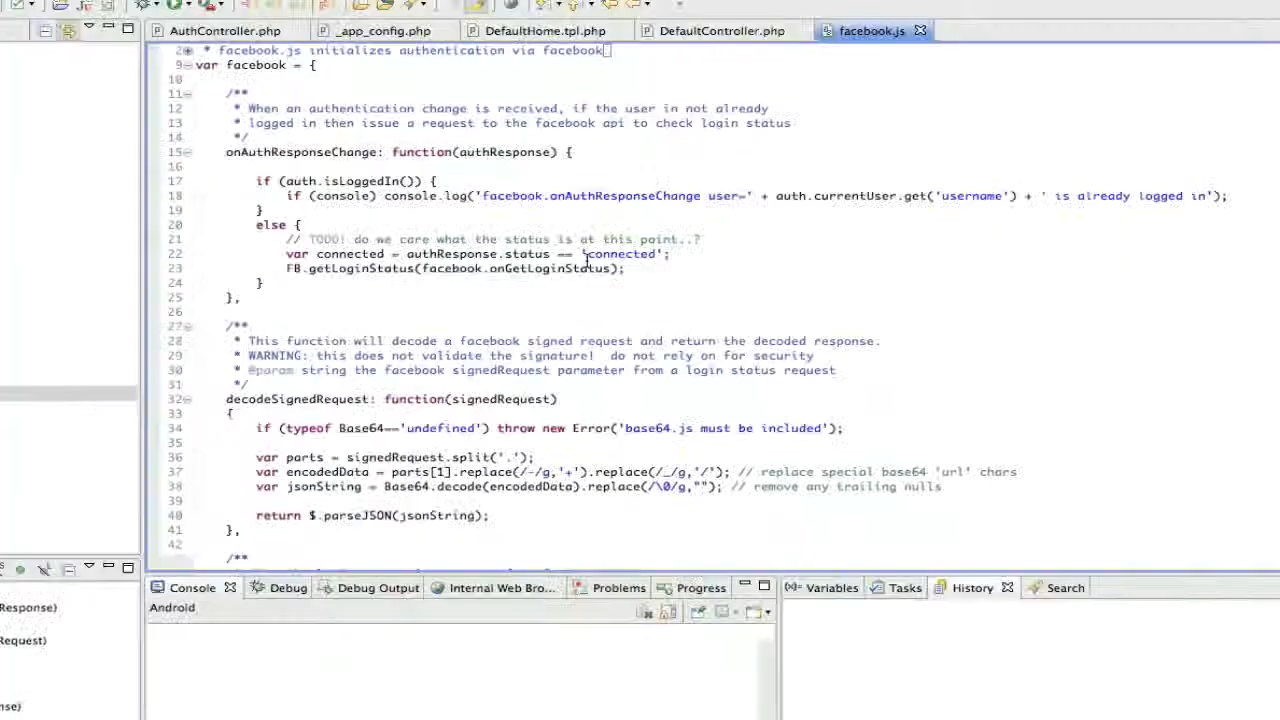 AuthController.php
_app_config.php
DefaultHome.tpl.php
DefaultController.php
facebook.js
2 * facebook.js initializes authentication via facebook
9 var facebook = {
10
11 /**
12 * When an authentication change is received, if the user in not already
13 * logged in then issue a request to the facebook api to check login status
14 */
15 onAuthResponseChange: function(authResponse) {
16
17 if (auth.isLoggedIn()) {
18 if (console) console.log('facebook.onAuthResponseChange user=' + auth.currentUser.get('username') + ' is already logged in');
19 }
20 else {
21 // TODO! do we care what the status is at this point..?
22 var connected = authResponse.status == 'connected';
23 FB.getLoginStatus(facebook.onGetLoginStatus);
24 }
25 },
26
27 /**
28 * This function will decode a facebook signed request and return the decoded response.
29 * WARNING: this does not validate the signature! do not rely on for security
30 * @param string the facebook signedRequest parameter from a login status request
31 */
32 decodeSignedRequest: function(signedRequest)
33 {
34 if (typeof Base64=='undefined') throw new Error('base64.js must be included');
35
36 var parts = signedRequest.split('.');
37 var encodedData = parts[1].replace(/-/g,'+').replace(/_/g,'/'); // replace special base64 'url' chars
38 var jsonString = Base64.decode(encodedData).replace(/\0/g,""); // remove any trailing nulls
39
40 return $.parseJSON(jsonString);
41 },
42
/**
Console
Debug
Debug Output
Internal Web Bro...
Problems
Progress
Variables
Tasks
History
Search
Android
Response)
Request)
nse)